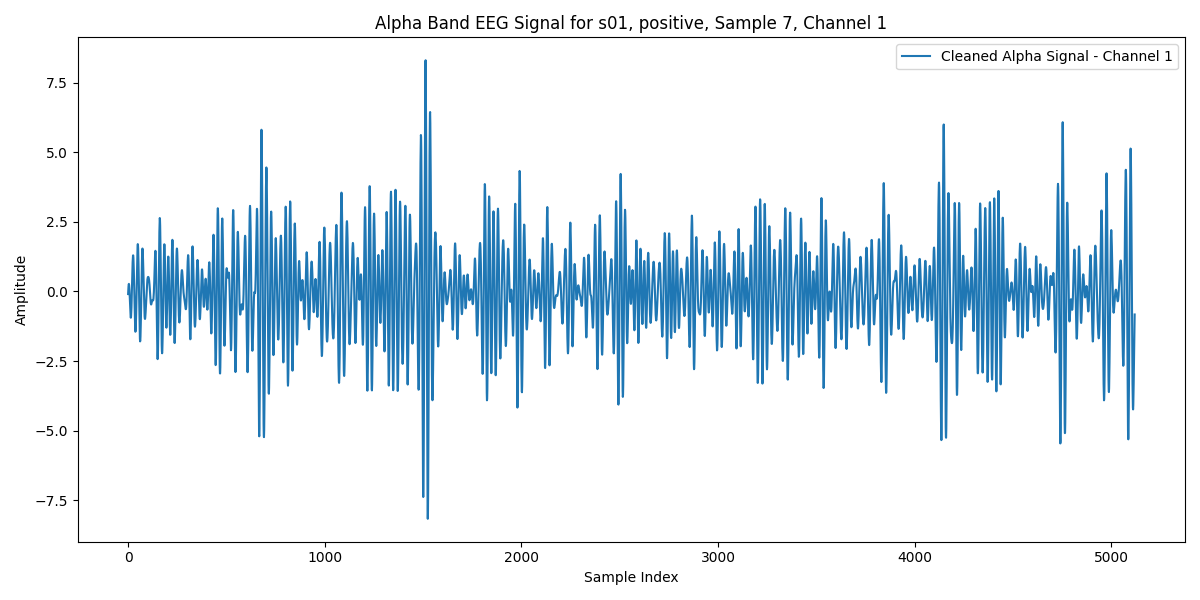 Alpha Band EEG Signal for s01, positive, Sample 7, Channel 1
Cleaned Alpha Signal - Channel 1
Amplitude
7.5
5.0
2.5
0.0
−2.5
−5.0
−7.5
0 1000 2000 3000 4000 5000
Sample Index